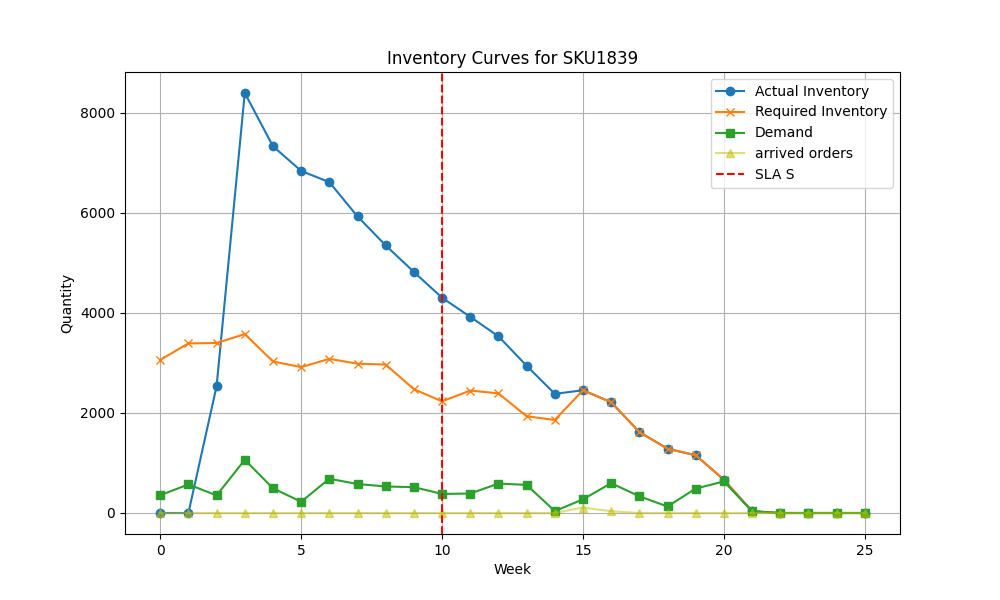 Inventory Curves for SKU1839
Actual Inventory
Required Inventory
Demand
arrived orders
SLA S
8000
6000
4000
2000
0
Quantity
0 5 10 15 20 25
Week